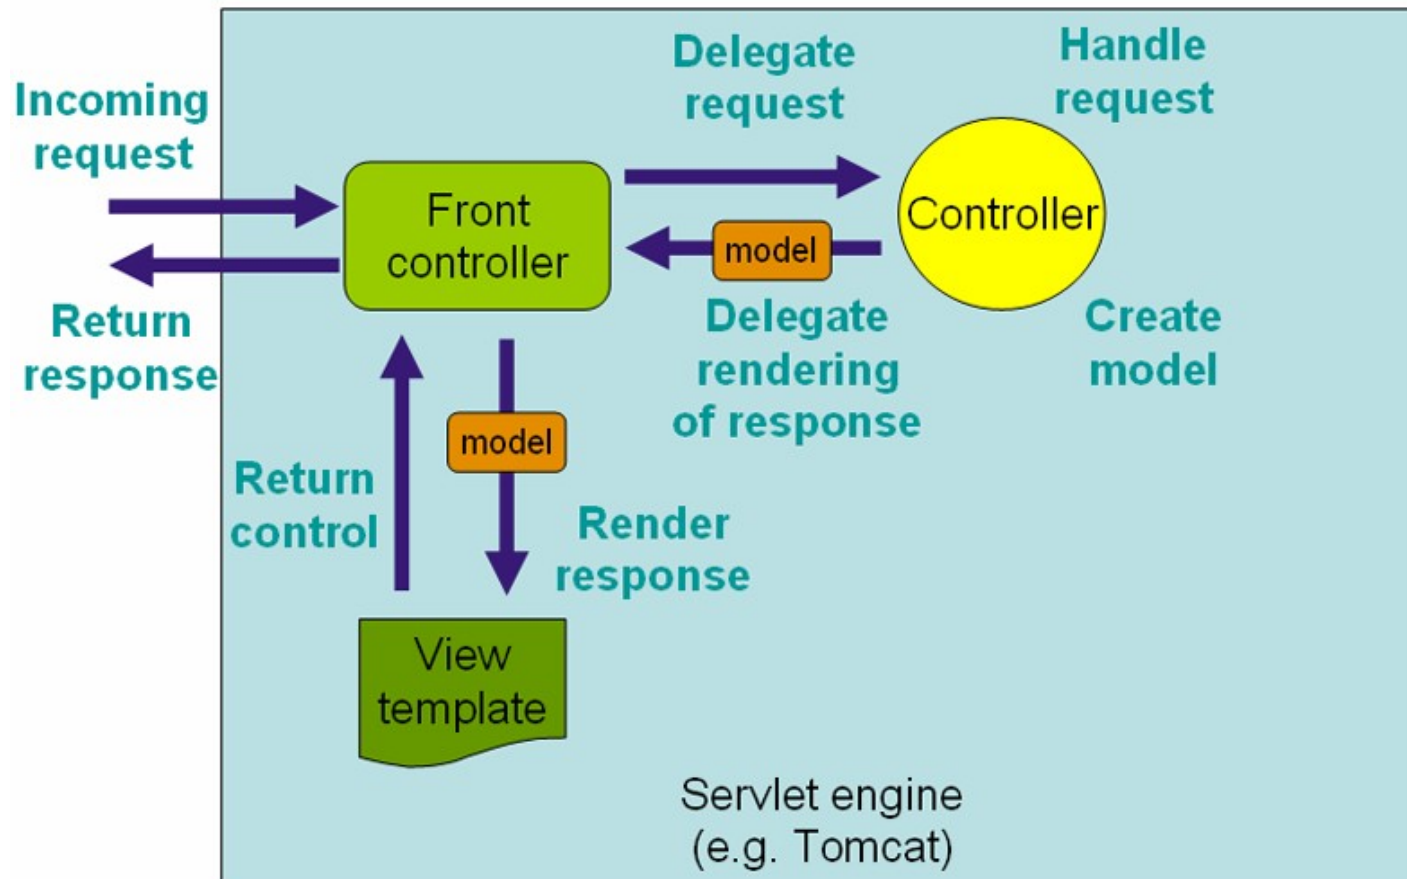 Incoming
request
Return
response
Front
controller
Delegate
request
Handle
request
Controller
model
Delegate
rendering
of response
Create
model
model
Return
control
Render
response
View
template
Servlet engine
(e.g. Tomcat)